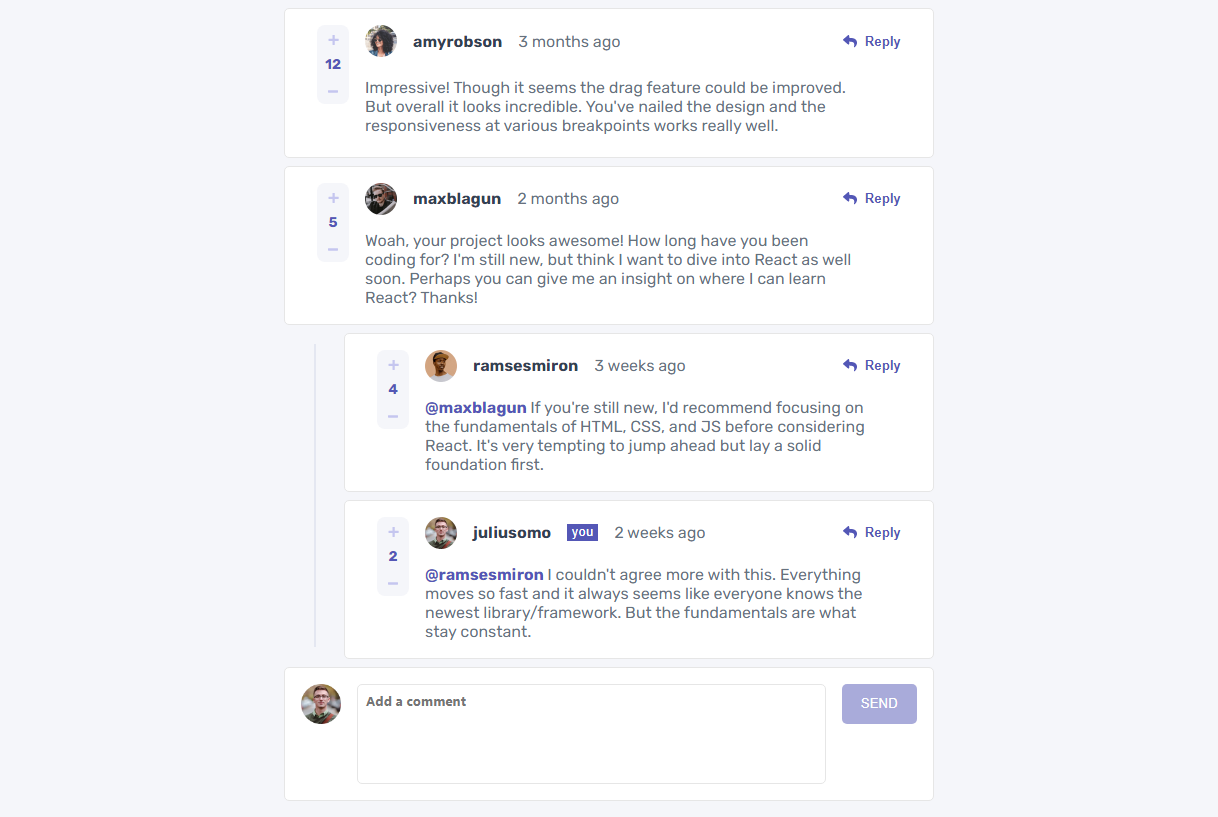 + amyrobson 3 months ago Reply
12
−
Impressive! Though it seems the drag feature could be improved.
But overall it looks incredible. You've nailed the design and the
responsiveness at various breakpoints works really well.
+ maxblagun 2 months ago Reply
5
−
Woah, your project looks awesome! How long have you been
coding for? I'm still new, but think I want to dive into React as well
soon. Perhaps you can give me an insight on where I can learn
React? Thanks!
+ ramsesmiron 3 weeks ago Reply
4
−
@maxblagun If you're still new, I'd recommend focusing on
the fundamentals of HTML, CSS, and JS before considering
React. It's very tempting to jump ahead but lay a solid
foundation first.
+ juliusomo you 2 weeks ago Reply
2
−
@ramsesmiron I couldn't agree more with this. Everything
moves so fast and it always seems like everyone knows the
newest library/framework. But the fundamentals are what
stay constant.
Add a comment SEND